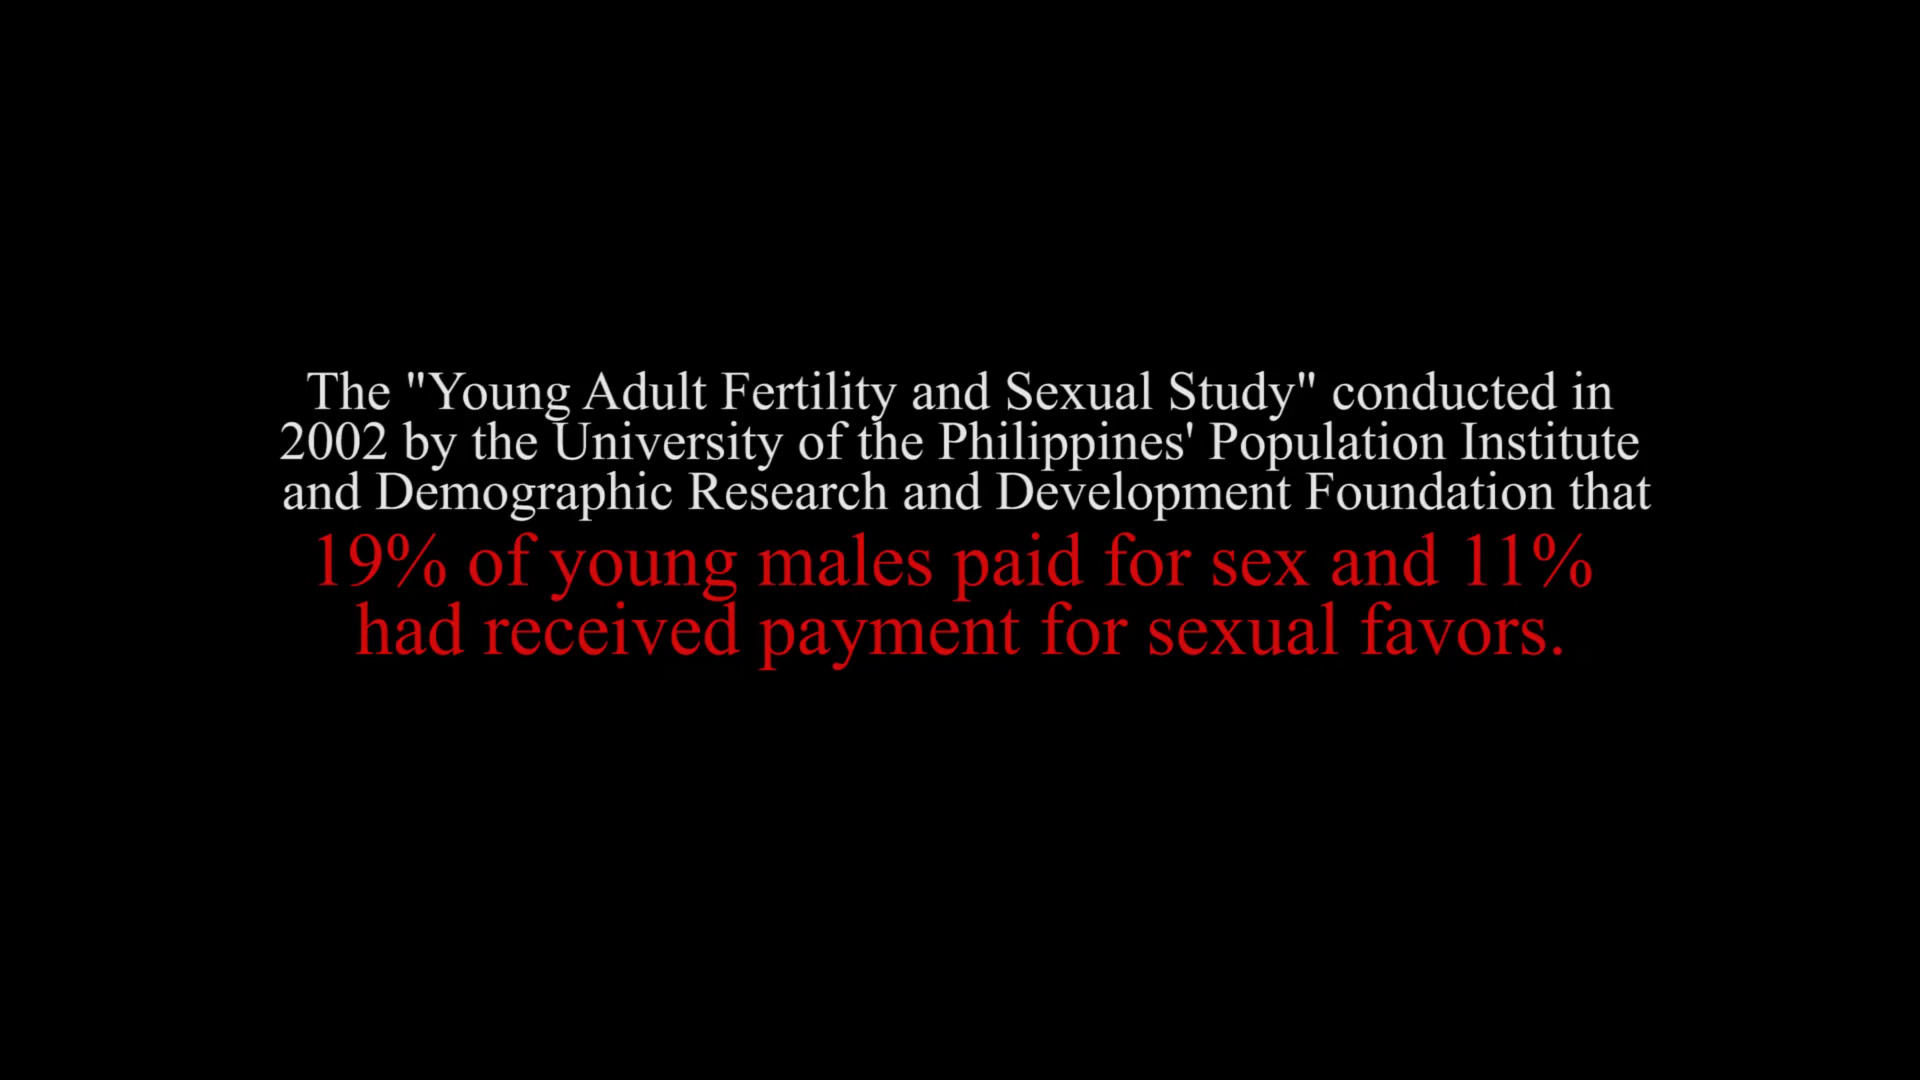 The "Young Adult Fertility and Sexual Study" conducted in
2002 by the University of the Philippines' Population Institute
and Demographic Research and Development Foundation that
19% of young males paid for sex and 11%
had received payment for sexual favors.